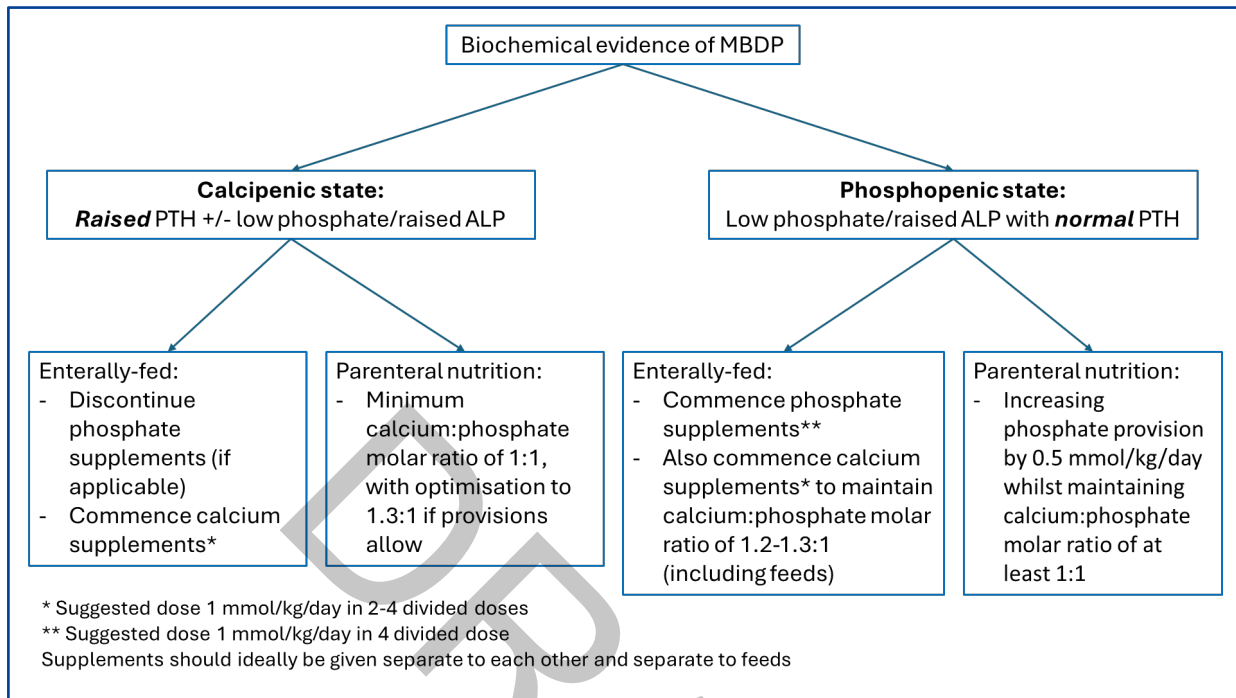 Biochemical evidence of MBDP
Calcipenic state:
Raised PTH +/- low phosphate/raised ALP
Phosphopenic state:
Low phosphate/raised ALP with normal PTH
Enterally-fed:
- Discontinue
phosphate
supplements (if
applicable)
- Commence calcium
supplements*
Parenteral nutrition:
- Minimum
calcium:phosphate
molar ratio of 1:1,
with optimisation to
1.3:1 if provisions
allow
Enterally-fed:
- Commence phosphate
supplements**
- Also commence calcium
supplements* to maintain
calcium:phosphate molar
ratio of 1.2-1.3:1
(including feeds)
Parenteral nutrition:
- Increasing
phosphate provision
by 0.5 mmol/kg/day
whilst maintaining
calcium:phosphate
molar ratio of at
least 1:1
* Suggested dose 1 mmol/kg/day in 2-4 divided doses
** Suggested dose 1 mmol/kg/day in 4 divided dose
Supplements should ideally be given separate to each other and separate to feeds